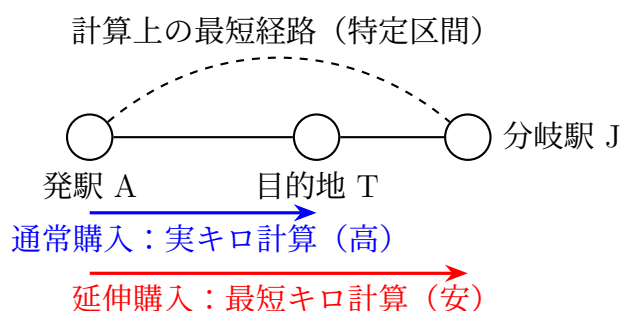 計算上の最短経路（特定区間）
分岐駅 J
発駅 A
目的地 T
通常購入：実キロ計算（高）
延伸購入：最短キロ計算（安）